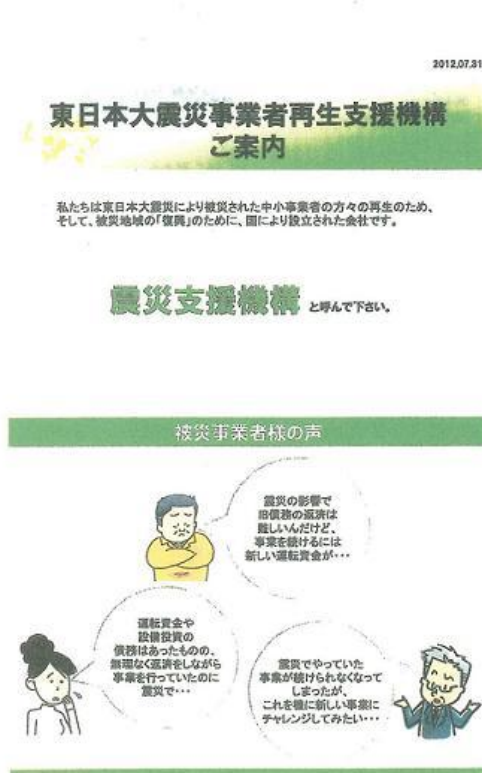 2012.07.31
東日本大震災事業者再生支援機構
ご案内
私たちは東日本大震災により被災された中小事業者の方々の再生のため、
そして、被災地域の「復興」のために、国により設立された会社です。
震災支援機構 と呼んで下さい。
被災事業者様の声
震災の影響で
旧債務の返済は
難しいんだけど、
事業を続けるには
新しい運転資金が・・・
運転資金や
設備投資の
債務はあったものの、
無理なく返済をしながら
事業を行っていたのに
震災で・・・
震災でやっていた
事業が続けられなくなって
しまったが、
これを機に新しい事業に
チャレンジしてみたい・・・